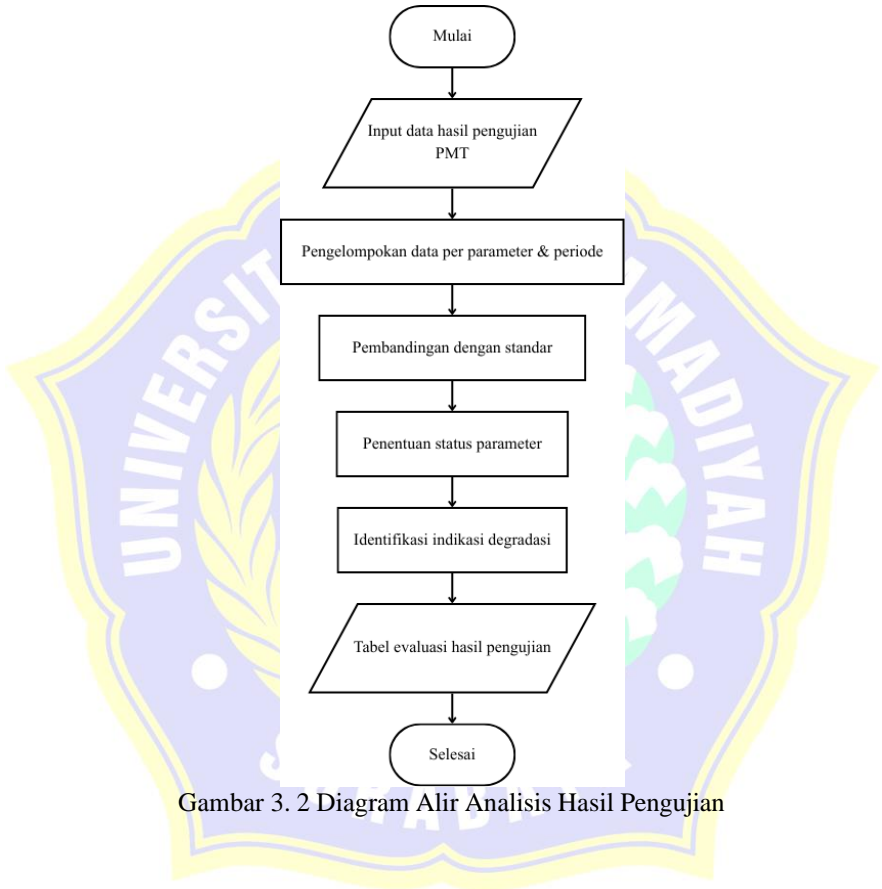 Mulai
Input data hasil pengujian
PMT
Pengelompokan data per parameter & periode
Pembandingan dengan standar
Penentuan status parameter
Identifikasi indikasi degradasi
Tabel evaluasi hasil pengujian
Selesai
Gambar 3. 2 Diagram Alir Analisis Hasil Pengujian